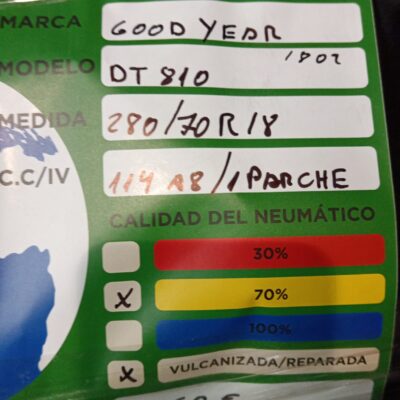 MARCA GOOD YEAR
MODELO DT 810 1802
MEDIDA 280/70R18
C.C/IV 114 A8/1 PARCHE
CALIDAD DEL NEUMÁTICO
30%
X 70%
100%
X VULCANIZADA/REPARADA